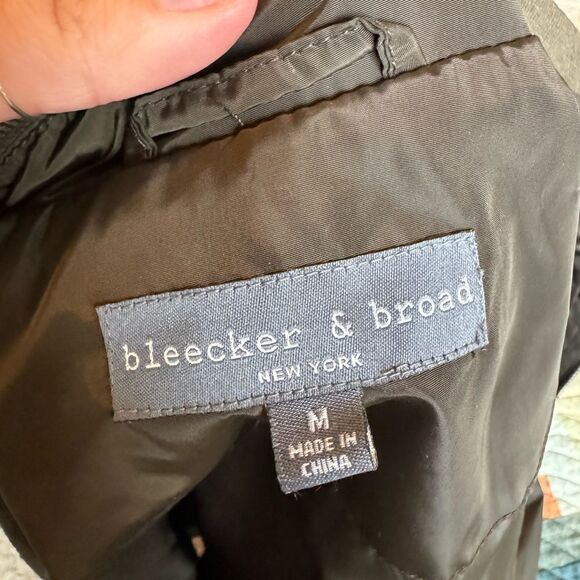 bleecker & broad
NEW YORK
M
MADE IN
CHINA